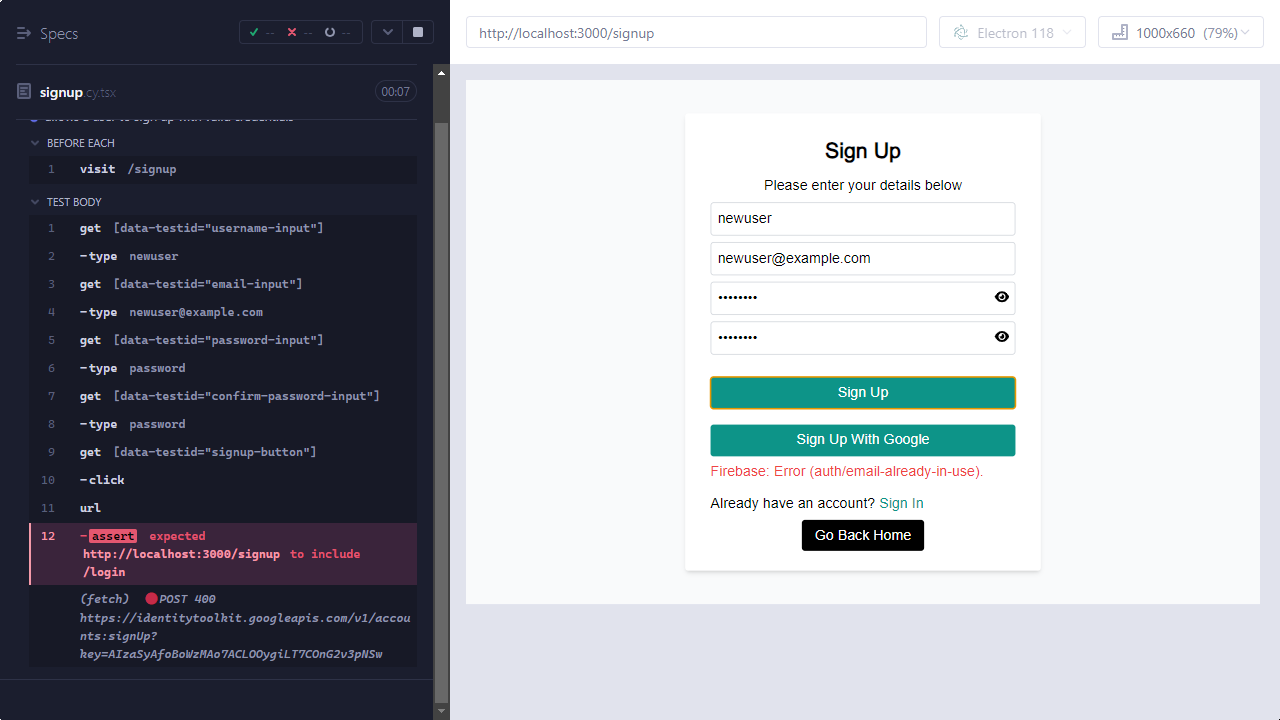 Specs
--
--
--
http://localhost:3000/signup
Electron 118
1000x660 (79%)
signup.cy.tsx
00:07
BEFORE EACH
1 visit /signup
TEST BODY
1 get [data-testid="username-input"]
2 -type newuser
3 get [data-testid="email-input"]
4 -type newuser@example.com
5 get [data-testid="password-input"]
6 -type password
7 get [data-testid="confirm-password-input"]
8 -type password
9 get [data-testid="signup-button"]
10 -click
11 url
12 -assert expected
http://localhost:3000/signup to include
/login
(fetch) POST 400
https://identitytoolkit.googleapis.com/v1/accou
nts:signUp?
key=AIzaSyAfoBoWzMAo7ACLOOygiLT7COnG2v3pNSw
Sign Up
Please enter your details below
newuser
newuser@example.com
••••••••
••••••••
Sign Up
Sign Up With Google
Firebase: Error (auth/email-already-in-use).
Already have an account? Sign In
Go Back Home